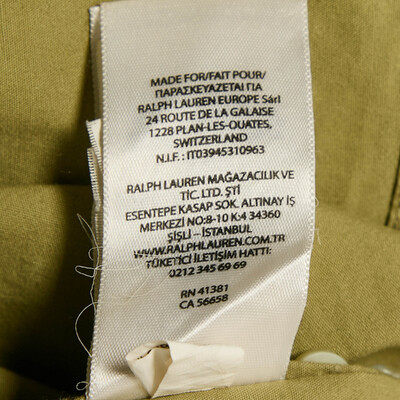 MADE FOR/FAIT POUR/
ΠΑΡΑΣΚΕΥΑΖΕΤΑΙ ΓΙΑ
RALPH LAUREN EUROPE Sárl
24 ROUTE DE LA GALAISE
1228 PLAN-LES-OUATES,
SWITZERLAND
N.I.F. : IT03945310963
RALPH LAUREN MAĞAZACILIK VE
TİC. LTD. ŞTİ
ESENTEPE KASAP SOK. ALTINAY İŞ
MERKEZİ NO:8-10 K:4 34360
ŞİŞLİ – İSTANBUL
WWW.RALPHLAUREN.COM.TR
TÜKETİCİ İLETİŞİM HATTI:
0212 345 69 69
RN 41381
CA 56658